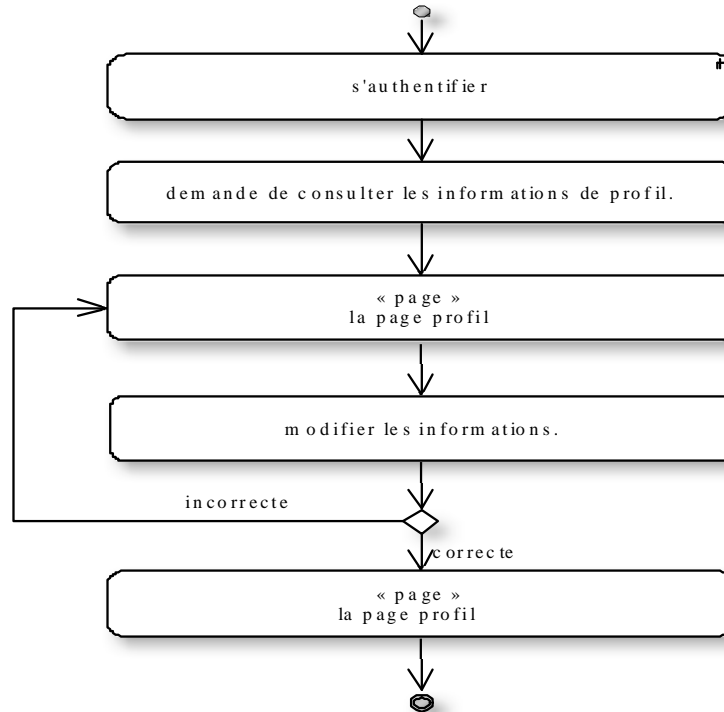 s'authentifier
demande de consulter les informations de profil.
« page »
la page profil
modifier les informations.
incorrecte
correcte
« page »
la page profil